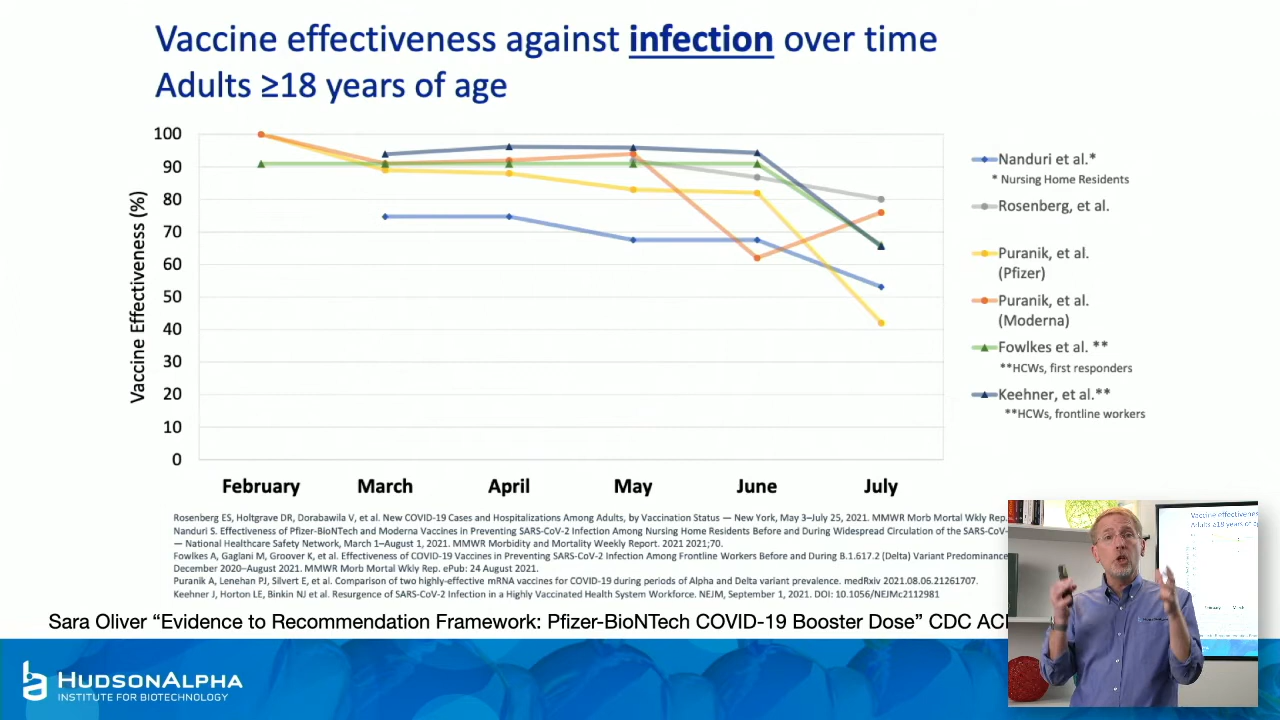 Vaccine effectiveness against infection over time
Adults ≥18 years of age
100
90
80
70
60
50
40
30
20
10
0
Vaccine Effectiveness (%)
February March April May June July
Nanduri et al.*
* Nursing Home Residents
Rosenberg, et al.
Puranik, et al.
(Pfizer)
Puranik, et al.
(Moderna)
Fowlkes et al. **
**HCWs, first responders
Keehner, et al.**
**HCWs, frontline workers
Rosenberg ES, Holtgrave DR, Dorabawila V, et al. New COVID-19 Cases and Hospitalizations Among Adults, by Vaccination Status — New York, May 3–July 25, 2021. MMWR Morb Mortal Wkly Rep.
Nanduri S. Effectiveness of Pfizer-BioNTech and Moderna Vaccines in Preventing SARS-CoV-2 Infection Among Nursing Home Residents Before and During Widespread Circulation of the SARS-CoV-
— National Healthcare Safety Network, March 1–August 1, 2021. MMWR Morbidity and Mortality Weekly Report. 2021 2021;70.
Fowlkes A, Gaglani M, Groover K, et al. Effectiveness of COVID-19 Vaccines in Preventing SARS-CoV-2 Infection Among Frontline Workers Before and During B.1.617.2 (Delta) Variant Predominance
December 2020–August 2021. MMWR Morb Mortal Wkly Rep. ePub: 24 August 2021.
Puranik A, Lenehan PJ, Silvert E, et al. Comparison of two highly-effective mRNA vaccines for COVID-19 during periods of Alpha and Delta variant prevalence. medRxiv 2021.08.06.21261707.
Keehner J, Horton LE, Binkin NJ et al. Resurgence of SARS-CoV-2 Infection in a Highly Vaccinated Health System Workforce. NEJM, September 1, 2021. DOI: 10.1056/NEJMc2112981
Sara Oliver “Evidence to Recommendation Framework: Pfizer-BioNTech COVID-19 Booster Dose” CDC
HUDSONALPHA
INSTITUTE FOR BIOTECHNOLOGY
Vaccine effectiveness
Adults ≥18 years of